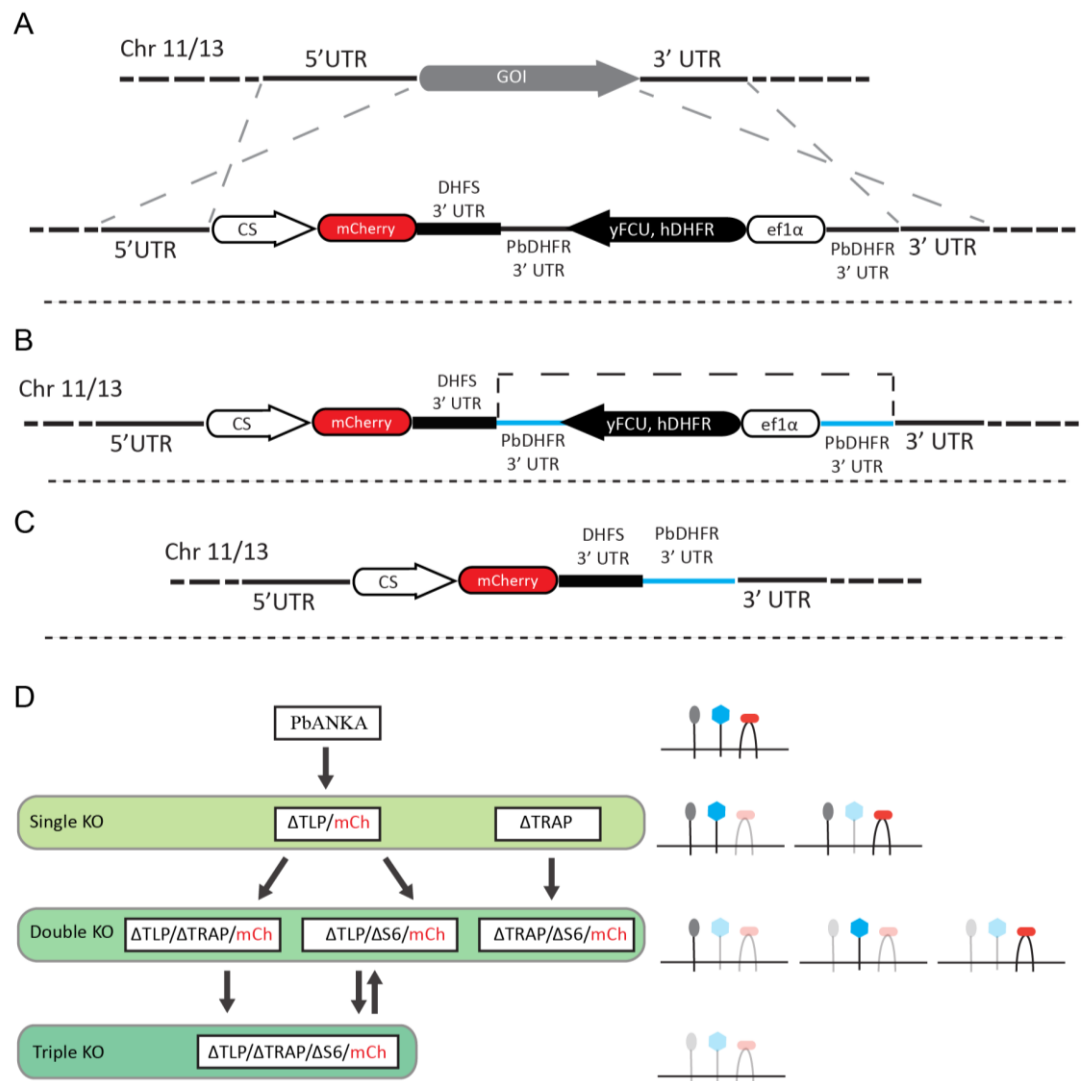 A
Chr 11/13
5'UTR
GOI
3' UTR
DHFS
3' UTR
CS
mCherry
yFCU, hDHFR
ef1α
5'UTR
PbDHFR
3' UTR
PbDHFR
3' UTR
3' UTR
B
Chr 11/13
DHFS
3' UTR
CS
mCherry
yFCU, hDHFR
ef1α
5'UTR
PbDHFR
3' UTR
PbDHFR
3' UTR
3' UTR
C
Chr 11/13
DHFS
3' UTR
PbDHFR
3' UTR
CS
mCherry
5'UTR
3' UTR
D
PbANKA
Single KO
ΔTLP/mCh
ΔTRAP
Double KO
ΔTLP/ΔTRAP/mCh
ΔTLP/ΔS6/mCh
ΔTRAP/ΔS6/mCh
Triple KO
ΔTLP/ΔTRAP/ΔS6/mCh